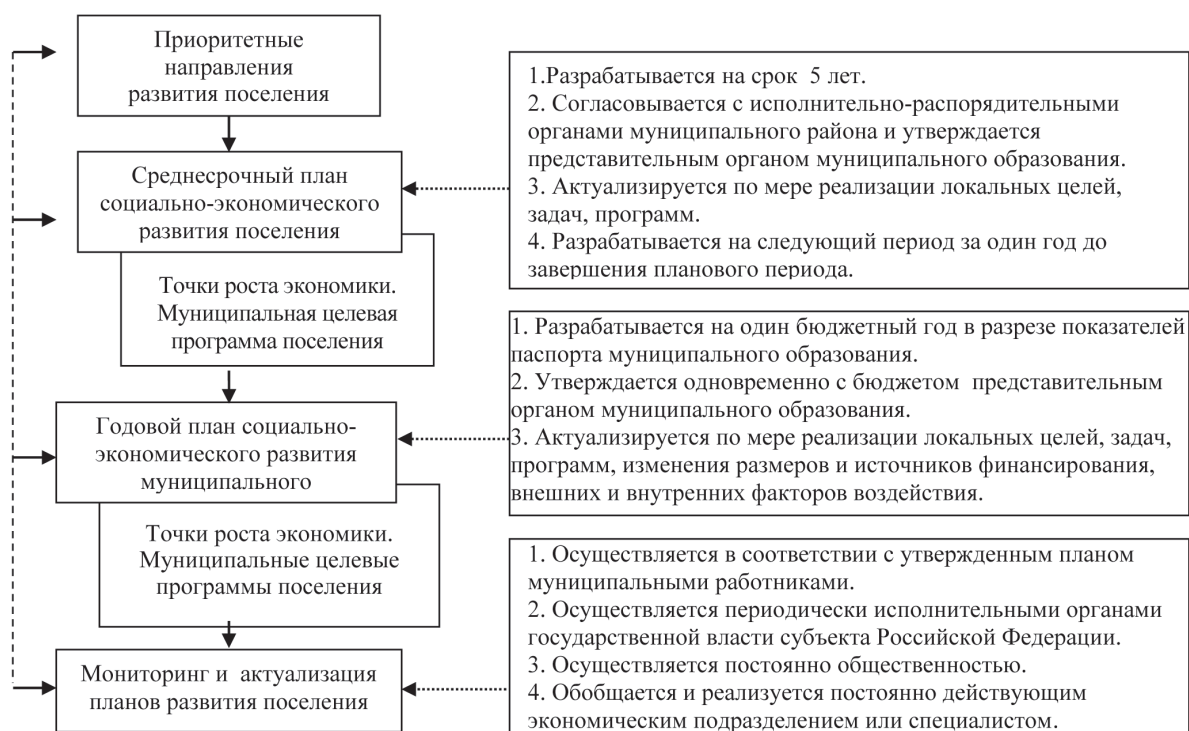 Приоритетные
направления
развития поселения
1.Разрабатывается на срок 5 лет.
2. Согласовывается с исполнительно-распорядительными
органами муниципального района и утверждается
представительным органом муниципального образования.
3. Актуализируется по мере реализации локальных целей,
задач, программ.
4. Разрабатывается на следующий период за один год до
завершения планового периода.
Среднесрочный план
социально-экономического
развития поселения
Точки роста экономики.
Муниципальная целевая
программа поселения
1. Разрабатывается на один бюджетный год в разрезе показателей
паспорта муниципального образования.
2. Утверждается одновременно с бюджетом представительным
органом муниципального образования.
3. Актуализируется по мере реализации локальных целей, задач,
программ, изменения размеров и источников финансирования,
внешних и внутренних факторов воздействия.
Годовой план социально-
экономического развития
муниципального
Точки роста экономики.
Муниципальные целевые
программы поселения
1. Осуществляется в соответствии с утвержденным планом
муниципальными работниками.
2. Осуществляется периодически исполнительными органами
государственной власти субъекта Российской Федерации.
3. Осуществляется постоянно общественностью.
4. Обобщается и реализуется постоянно действующим
экономическим подразделением или специалистом.
Мониторинг и актуализация
планов развития поселения